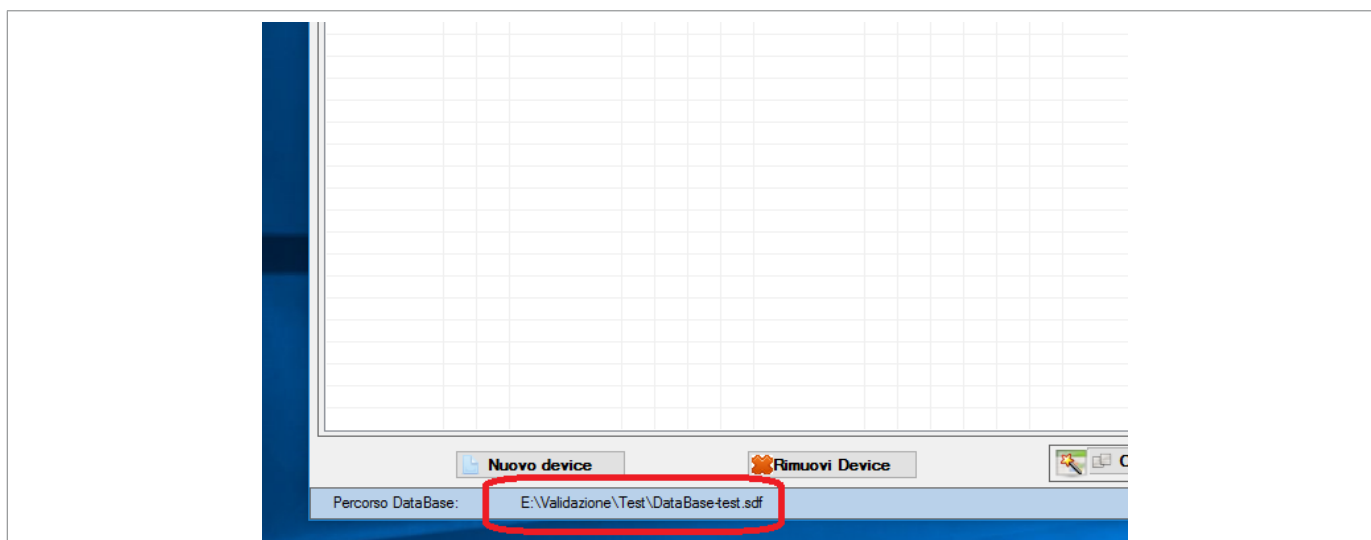 Nuovo device
Rimuovi Device
Percorso DataBase: E:\Validazione\Test\DataBase-test.sdf